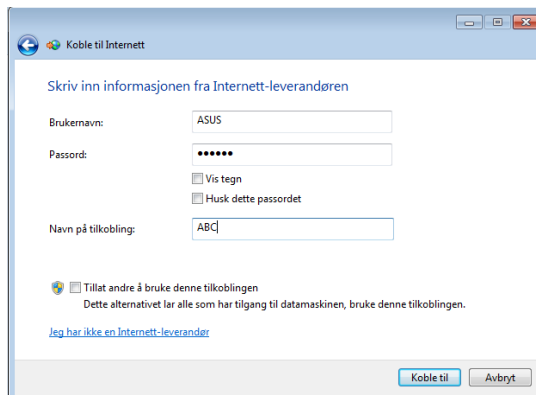 Koble til Internett
Skriv inn informasjonen fra Internett-leverandøren
Brukernavn: ASUS
Passord: ••••••
Vis tegn
Husk dette passordet
Navn på tilkobling: ABC
Tillat andre å bruke denne tilkoblingen
Dette alternativet lar alle som har tilgang til datamaskinen, bruke denne tilkoblingen.
Jeg har ikke en Internett-leverandør
Koble til Avbryt